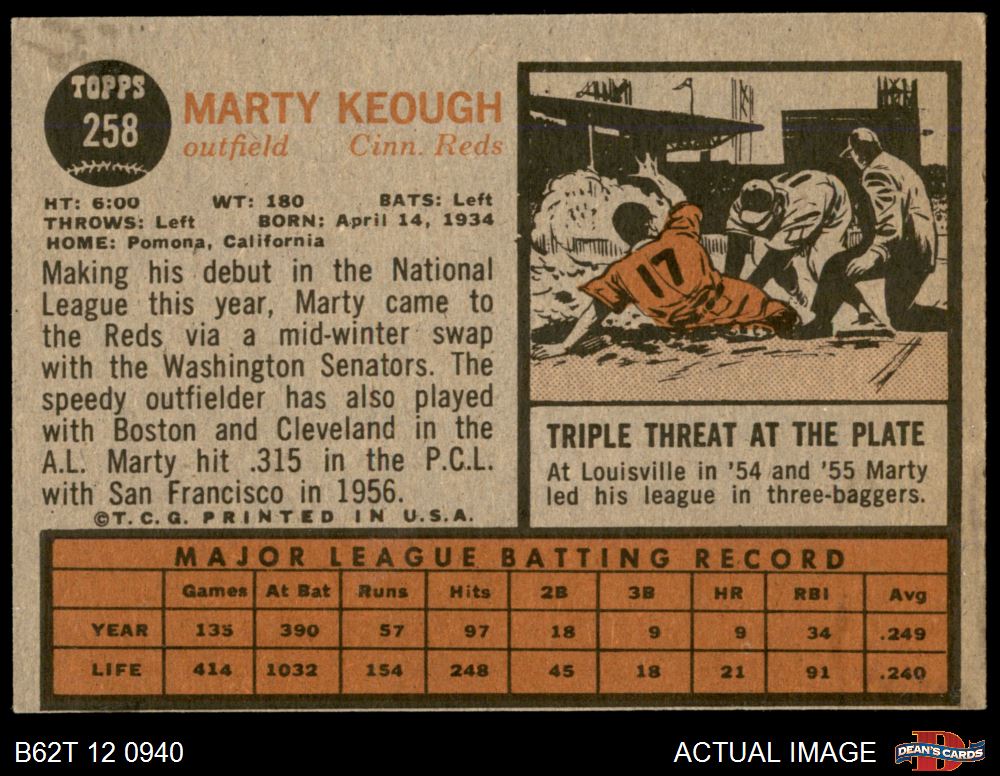 TOPPS
258
MARTY KEOUGH
outfield Cinn. Reds
HT: 6:00 WT: 180 BATS: Left
THROWS: Left BORN: April 14, 1934
HOME: Pomona, California
Making his debut in the National
League this year, Marty came to
the Reds via a mid-winter swap
with the Washington Senators. The
speedy outfielder has also played
with Boston and Cleveland in the
A.L. Marty hit .315 in the P.C.L.
with San Francisco in 1956.
©T.C.G. PRINTED IN U.S.A.
17
TRIPLE THREAT AT THE PLATE
At Louisville in '54 and '55 Marty
led his league in three-baggers.
MAJOR LEAGUE BATTING RECORD
Games At Bat Runs Hits 2B 3B HR RBI Avg
YEAR 135 390 57 97 18 9 9 34 .249
LIFE 414 1032 154 248 45 18 21 91 .240
B62T 12 0940 ACTUAL IMAGE
D
DEAN'S CARDS